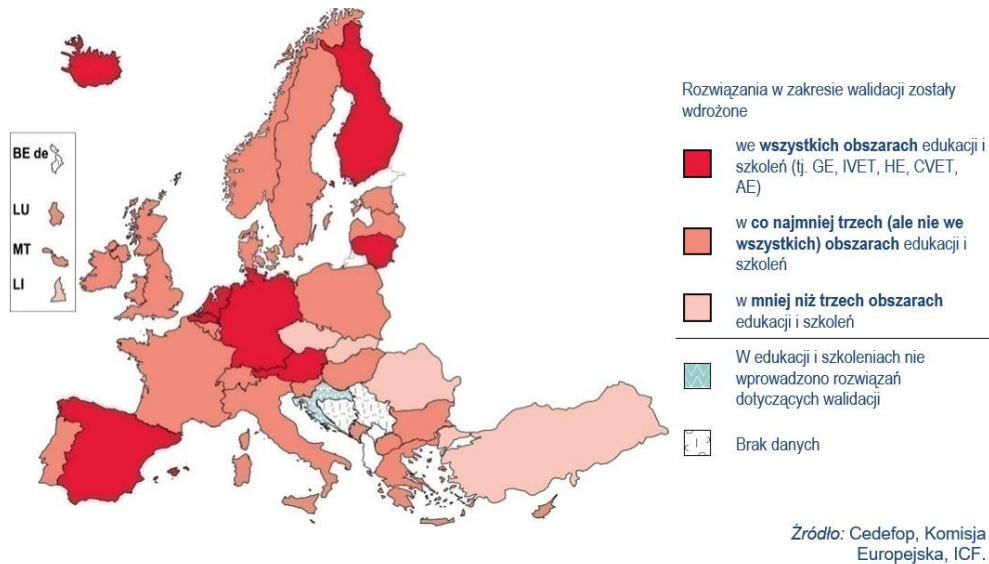 BE de
LU
MT
LI
Rozwiązania w zakresie walidacji zostały
wdrożone
we wszystkich obszarach edukacji i
szkoleń (tj. GE, IVET, HE, CVET,
AE)
w co najmniej trzech (ale nie we
wszystkich) obszarach edukacji i
szkoleń
w mniej niż trzech obszarach
edukacji i szkoleń
W edukacji i szkoleniach nie
wprowadzono rozwiązań
dotyczących walidacji
Brak danych
Źródło: Cedefop, Komisja
Europejska, ICF.